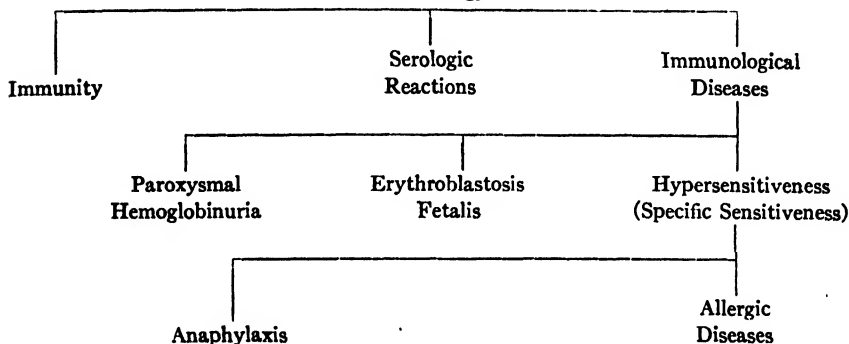 Serologic
Immunological
Immunity
Reactions
Diseases
Paroxysmal
Erythroblastosis
Hypersensitiveness
Hemoglobinuria
Fetalis
(Specific Sensitiveness)
Allergic
Anaphylaxis
Diseases